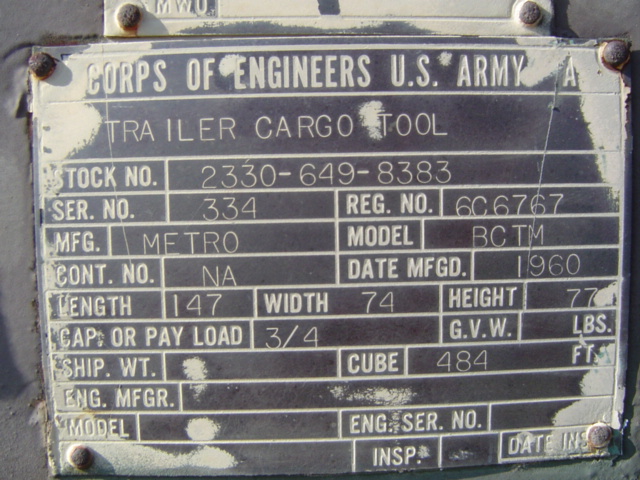 MWO.
CORPS OF ENGINEERS U.S. ARMY A
TRAILER CARGO TOOL
STOCK NO. 2330-649-8383
SER. NO. 334 REG. NO. 6C6767
MFG. METRO MODEL BCTM
CONT. NO. NA DATE MFGD. 1960
LENGTH 147 WIDTH 74 HEIGHT 77
CAP. OR PAY LOAD 3/4 G.V.W. LBS.
SHIP. WT. CUBE 484 FT.
ENG. MFGR.
MODEL ENG. SER. NO.
INSP. DATE INSP